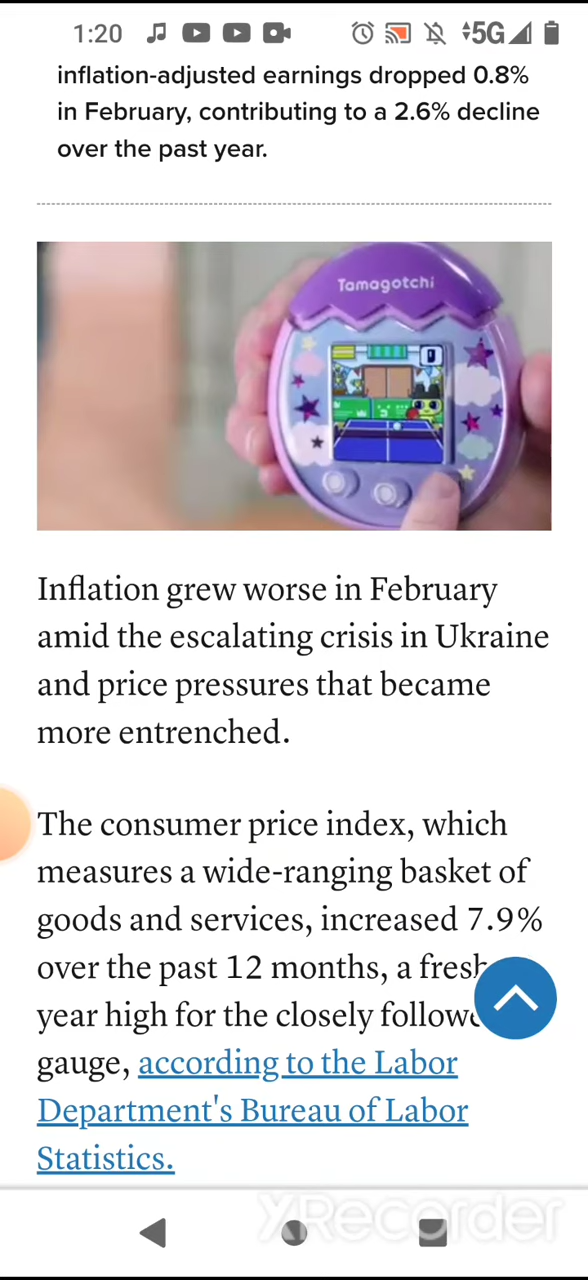 1:20
5G
inflation-adjusted earnings dropped 0.8%
in February, contributing to a 2.6% decline
over the past year.
Tamagotchi
Inflation grew worse in February
amid the escalating crisis in Ukraine
and price pressures that became
more entrenched.
The consumer price index, which
measures a wide-ranging basket of
goods and services, increased 7.9%
over the past 12 months, a fresh
year high for the closely
gauge, according to the Labor
Department's Bureau of Labor
Statistics.
XRecorder